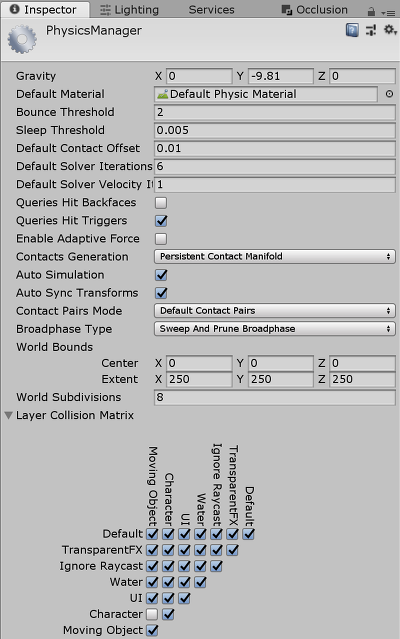 Inspector Lighting Services Occlusion
PhysicsManager
Gravity X 0 Y -9.81 Z 0
Default Material Default Physic Material
Bounce Threshold 2
Sleep Threshold 0.005
Default Contact Offset 0.01
Default Solver Iterations 6
Default Solver Velocity It 1
Queries Hit Backfaces
Queries Hit Triggers
Enable Adaptive Force
Contacts Generation Persistent Contact Manifold
Auto Simulation
Auto Sync Transforms
Contact Pairs Mode Default Contact Pairs
Broadphase Type Sweep And Prune Broadphase
World Bounds
Center X 0 Y 0 Z 0
Extent X 250 Y 250 Z 250
World Subdivisions 8
Layer Collision Matrix
Moving Object
Character
UI
Water
Ignore Raycast
TransparentFX
Default
Default
TransparentFX
Ignore Raycast
Water
UI
Character
Moving Object